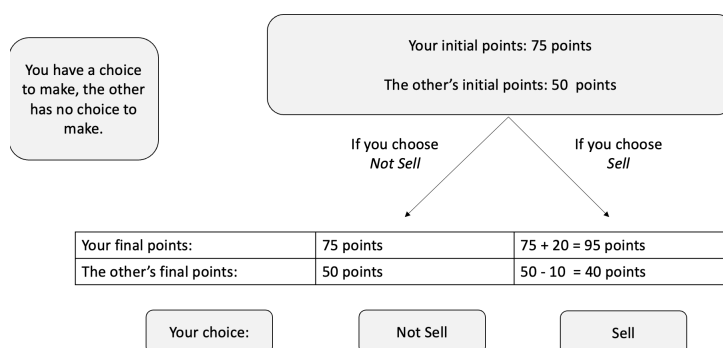 Your initial points: 75 points
The other's initial points: 50 points
You have a choice
to make, the other
has no choice to
make.
If you choose
Not Sell
If you choose
Sell
Your final points: 75 points 75 + 20 = 95 points
The other's final points: 50 points 50 - 10 = 40 points
Your choice: Not Sell Sell